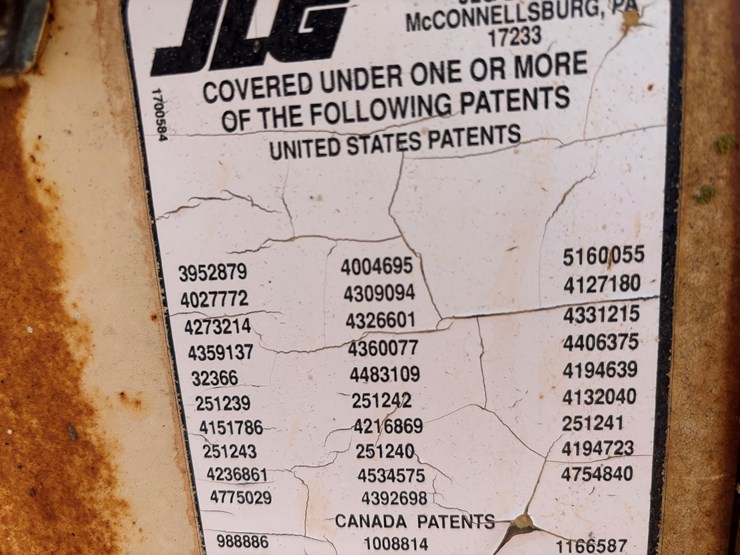 JLG
McCONNELLSBURG, PA
17233
COVERED UNDER ONE OR MORE
OF THE FOLLOWING PATENTS
UNITED STATES PATENTS
1700584
3952879 4004695 5160055
4027772 4309094 4127180
4273214 4326601 4331215
4359137 4360077 4406375
32366 4483109 4194639
251239 251242 4132040
4151786 4216869 251241
251243 251240 4194723
4236861 4534575 4754840
4775029 4392698
CANADA PATENTS
988886 1008814 1166587